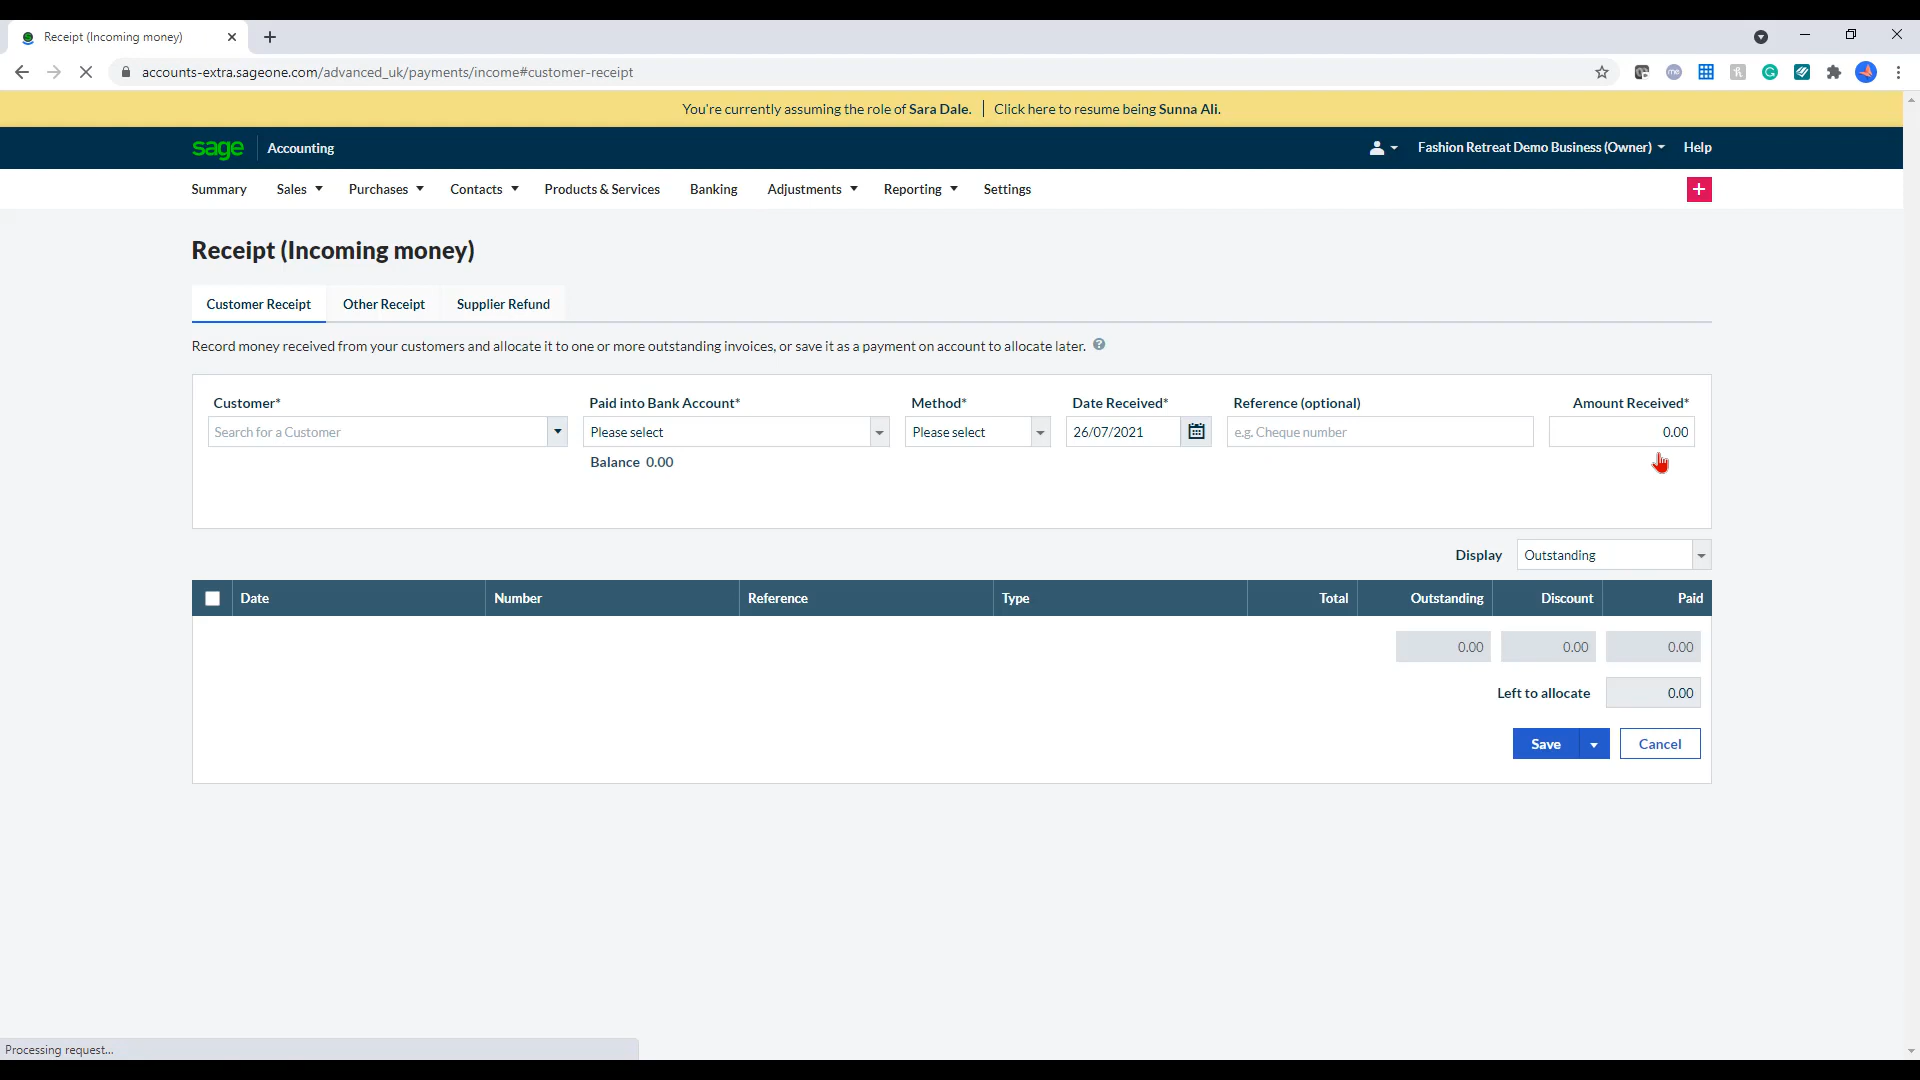 Receipt (Incoming money)
accounts-extra.sageone.com/advanced_uk/payments/income#customer-receipt
You're currently assuming the role of Sara Dale. Click here to resume being Sunna Ali.
sage Accounting Fashion Retreat Demo Business (Owner) Help
Summary Sales Purchases Contacts Products & Services Banking Adjustments Reporting Settings +
Receipt (Incoming money)
Customer Receipt Other Receipt Supplier Refund
Record money received from your customers and allocate it to one or more outstanding invoices, or save it as a payment on account to allocate later. ?
Customer* Paid into Bank Account* Method* Date Received* Reference (optional) Amount Received*
Search for a Customer Please select Please select 26/07/2021 e.g. Cheque number 0.00
Balance 0.00
Display Outstanding
Date Number Reference Type Total Outstanding Discount Paid
0.00 0.00 0.00
Left to allocate 0.00
Save Cancel
Processing request...